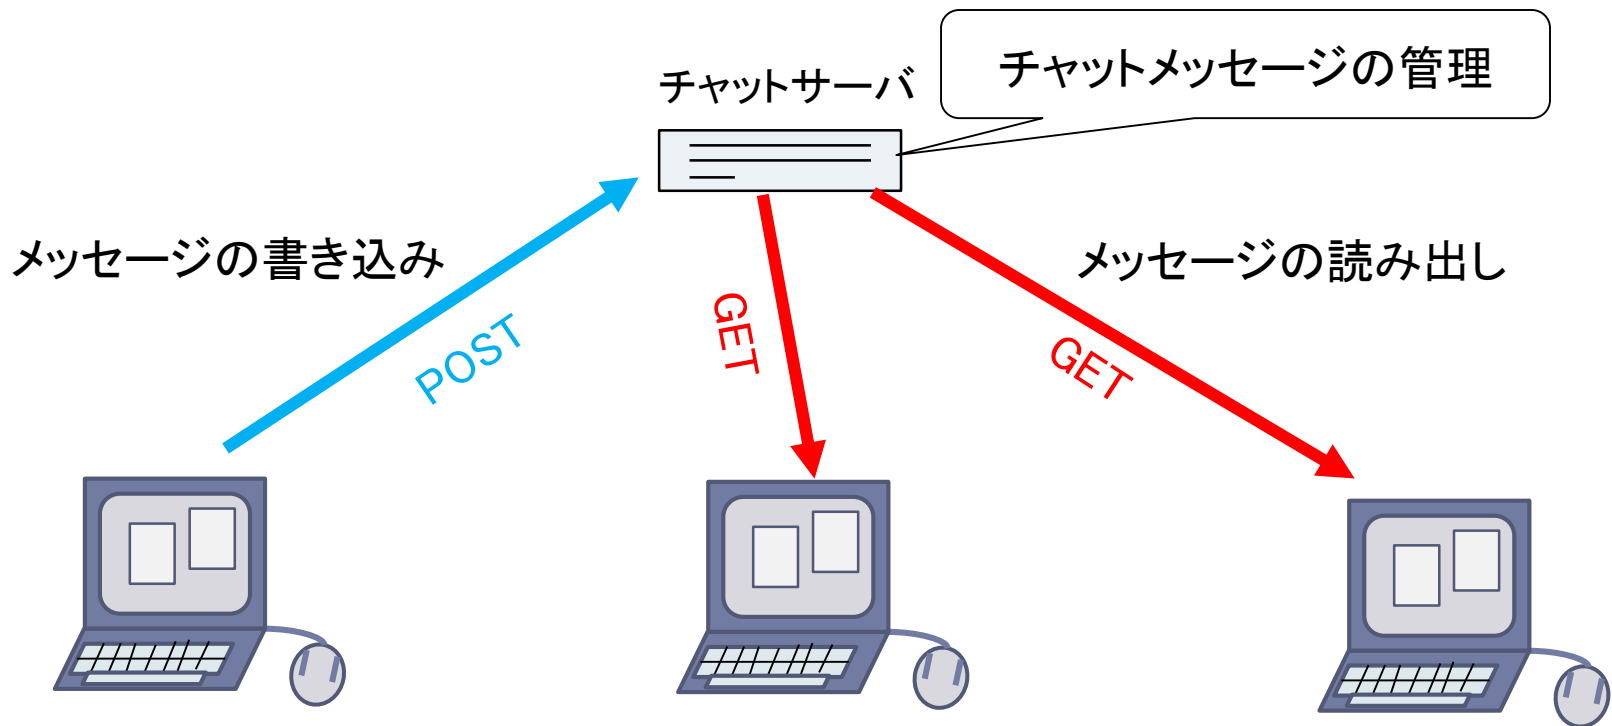 チャットメッセージの管理
チャットサーバ
メッセージの書き込み
メッセージの読み出し
POST
GET
GET